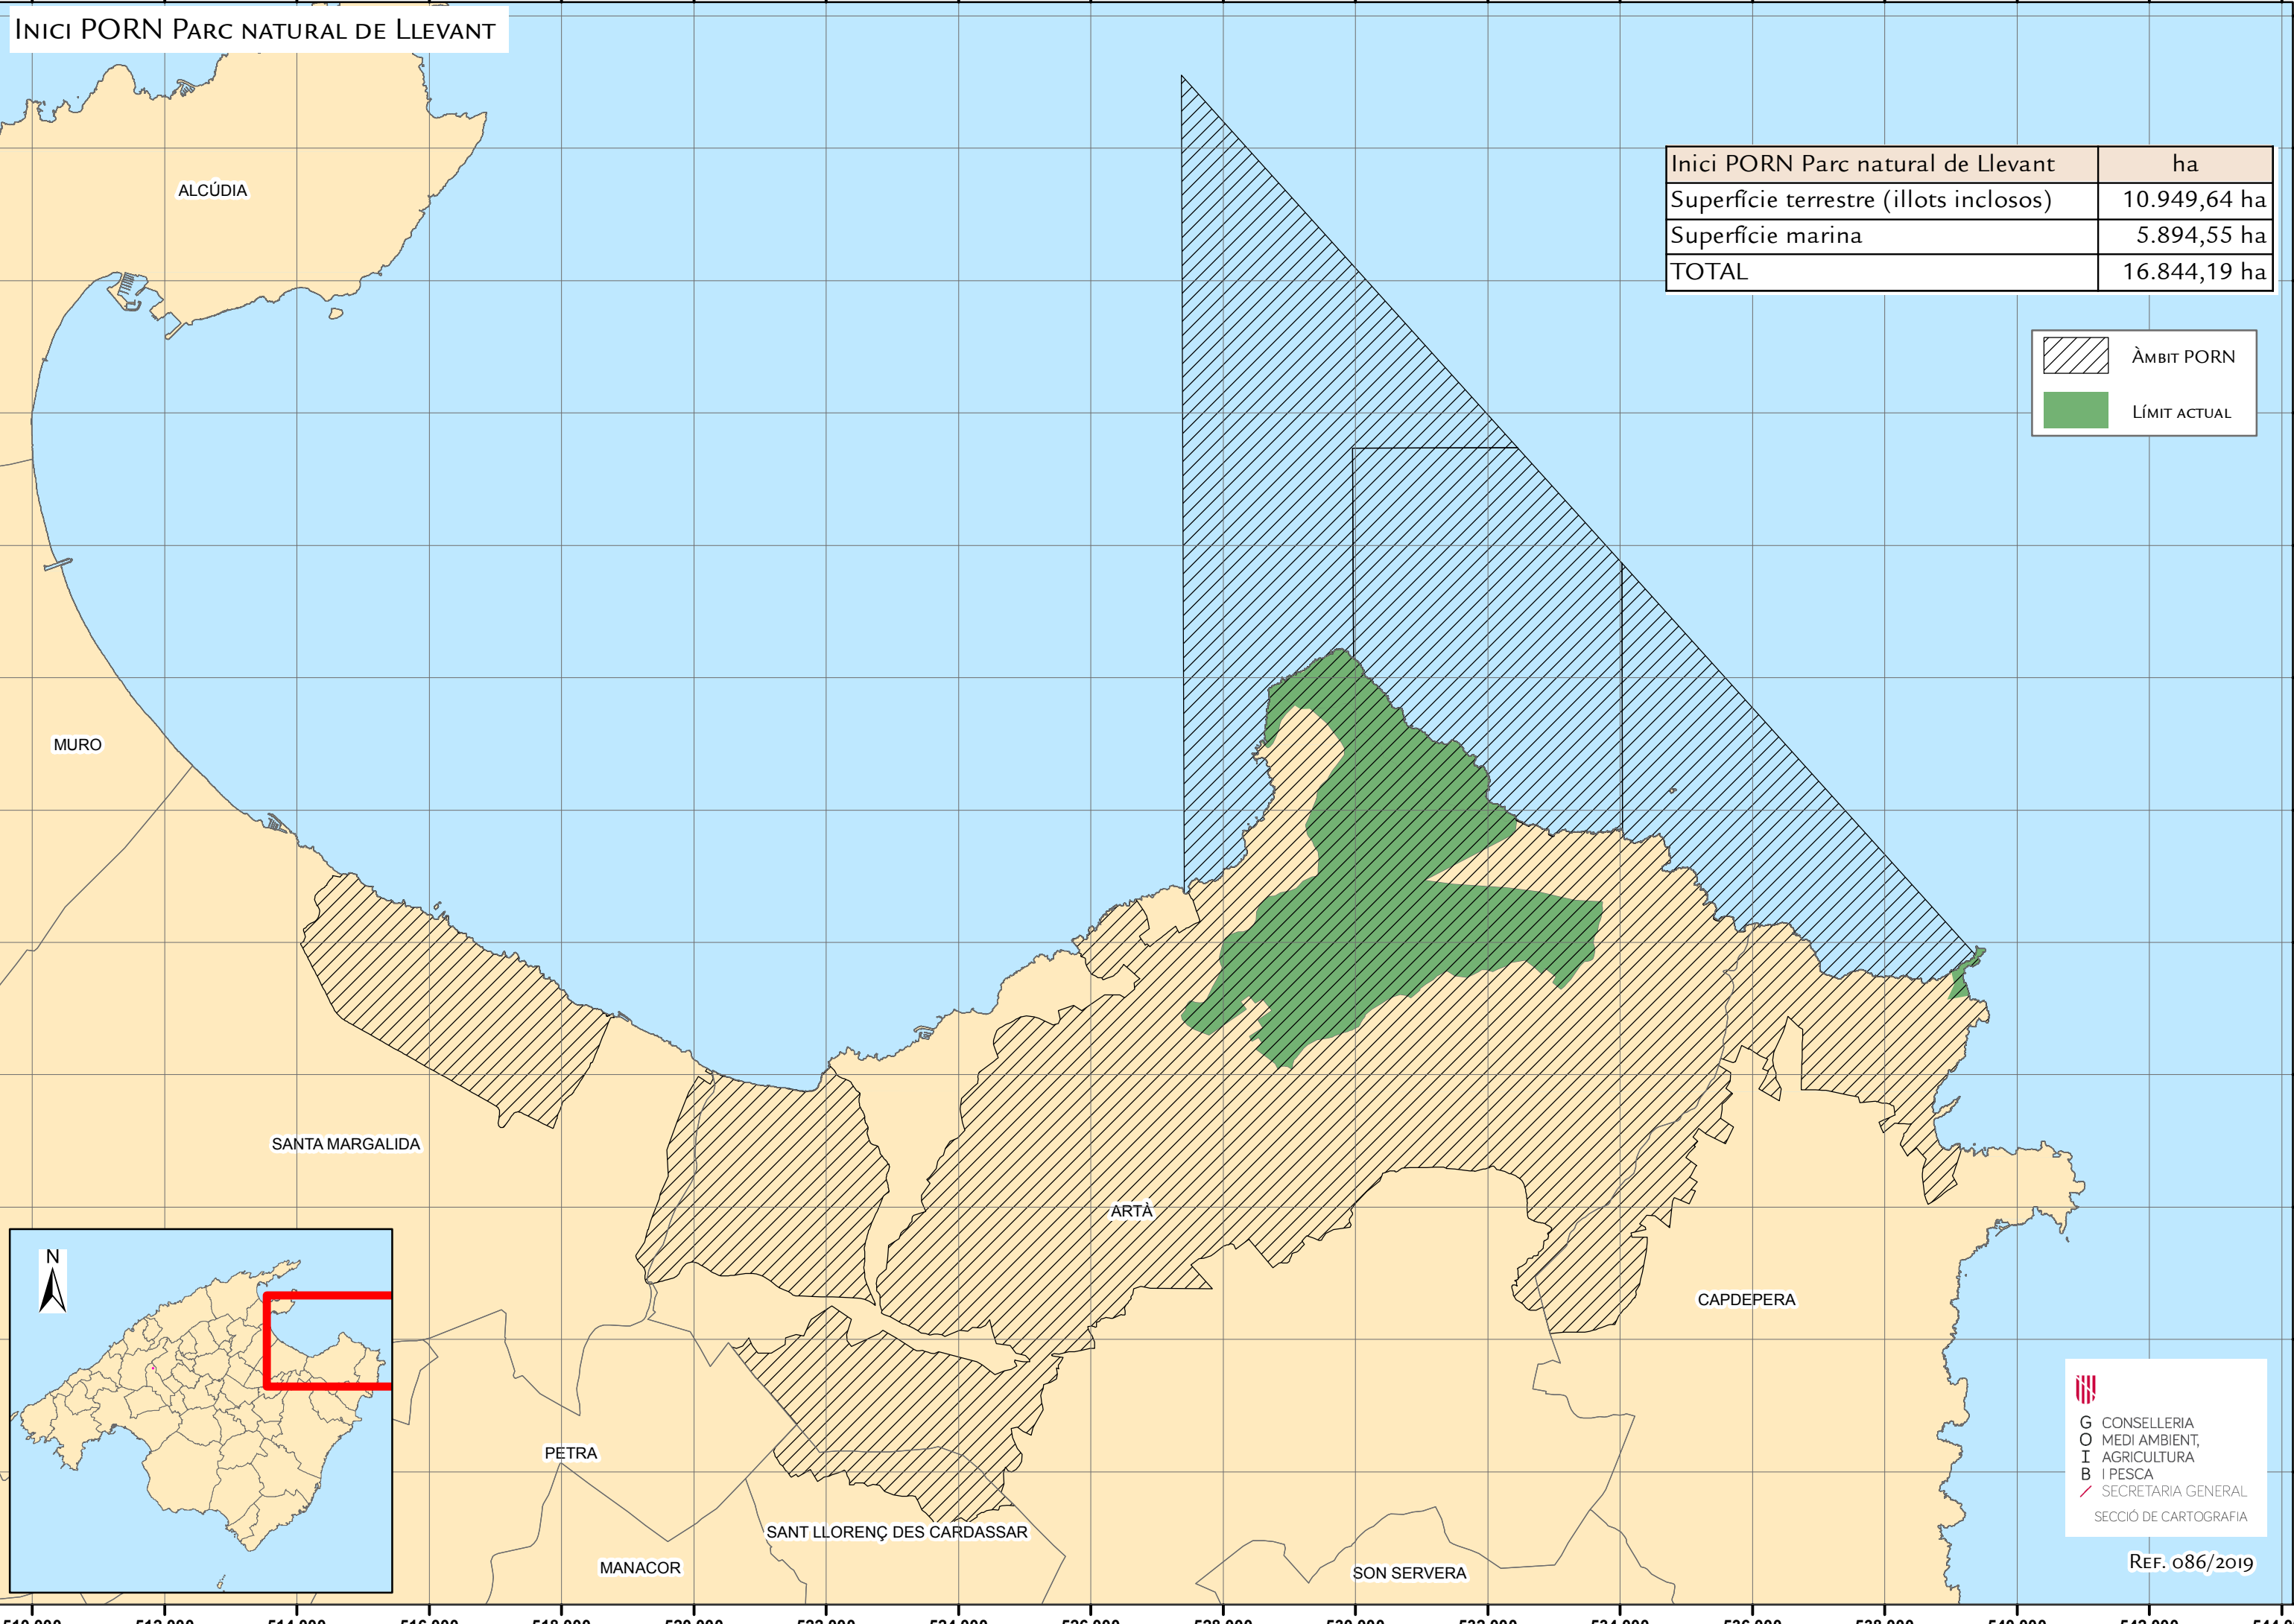 Inici PORN Parc natural de Llevant
ALCÚDIA
Inici PORN Parc natural de Llevant ha
Superfície terrestre (illots inclosos) 10.949,64 ha
Superfície marina 5.894,55 ha
TOTAL 16.844,19 ha
Àmbit PORN
Límit actual
MURO
SANTA MARGALIDA
ARTÀ
CAPDEPERA
N
PETRA
SANT LLORENÇ DES CARDASSAR
MANACOR
SON SERVERA
G CONSELLERIA
O MEDI AMBIENT,
I AGRICULTURA
B I PESCA
/ SECRETARIA GENERAL
SECCIÓ DE CARTOGRAFIA
Ref. 086/2019